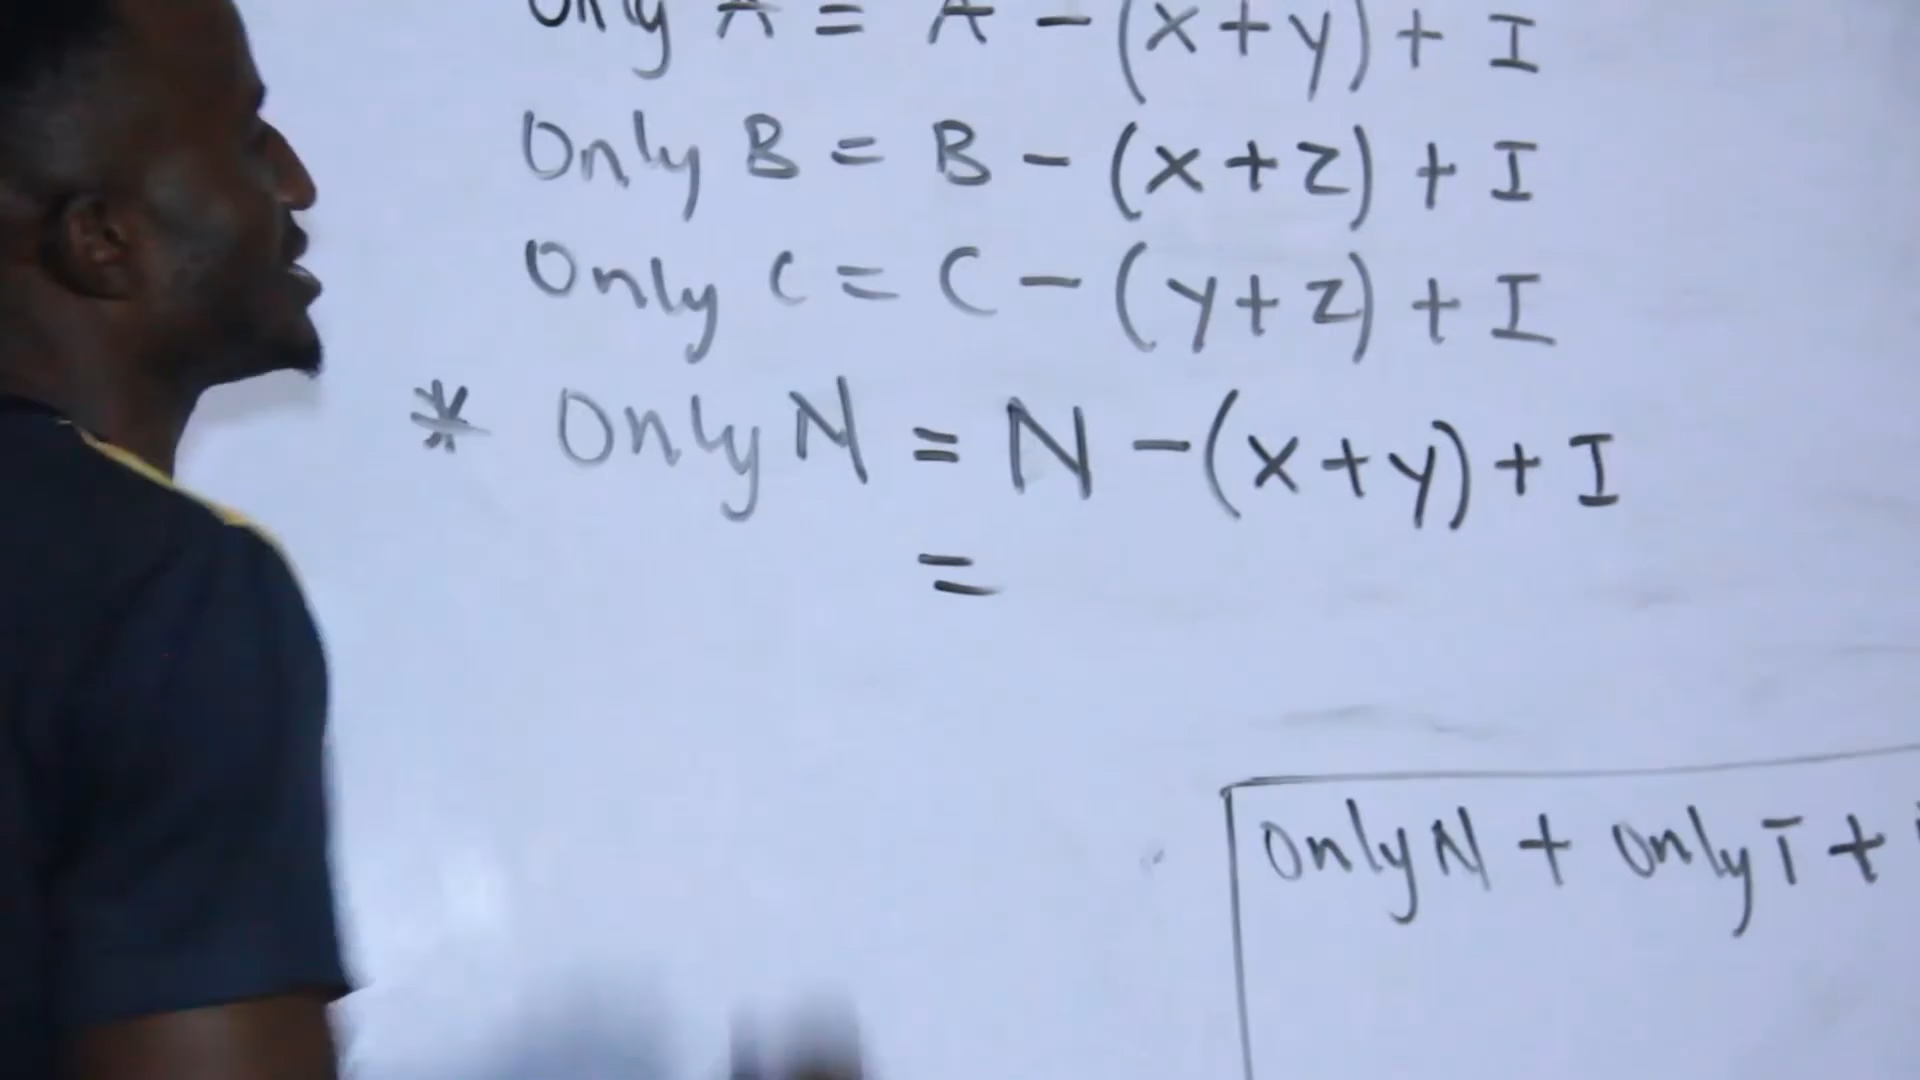 Only A = A - (x+y) + I
Only B = B - (x+z) + I
Only C = C - (y+z) + I
* Only N = N - (x+y) + I
=
Only N + Only T +